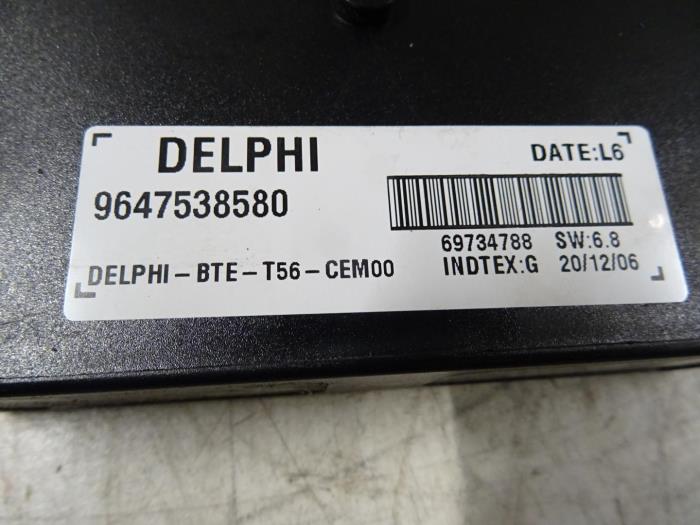 DELPHI
DATE:L6
9647538580
69734788 SW:6.8
DELPHI-BTE-T56-CEM00
INDTEX:G 20/12/06